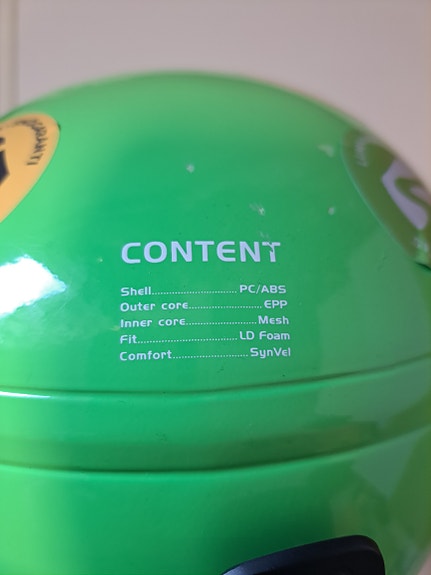 CONTENT
Shell..............................PC/ABS
Outer core.........................EPP
Inner core.......................Mesh
Fit.................................LD Foam
Comfort.........................SynVel